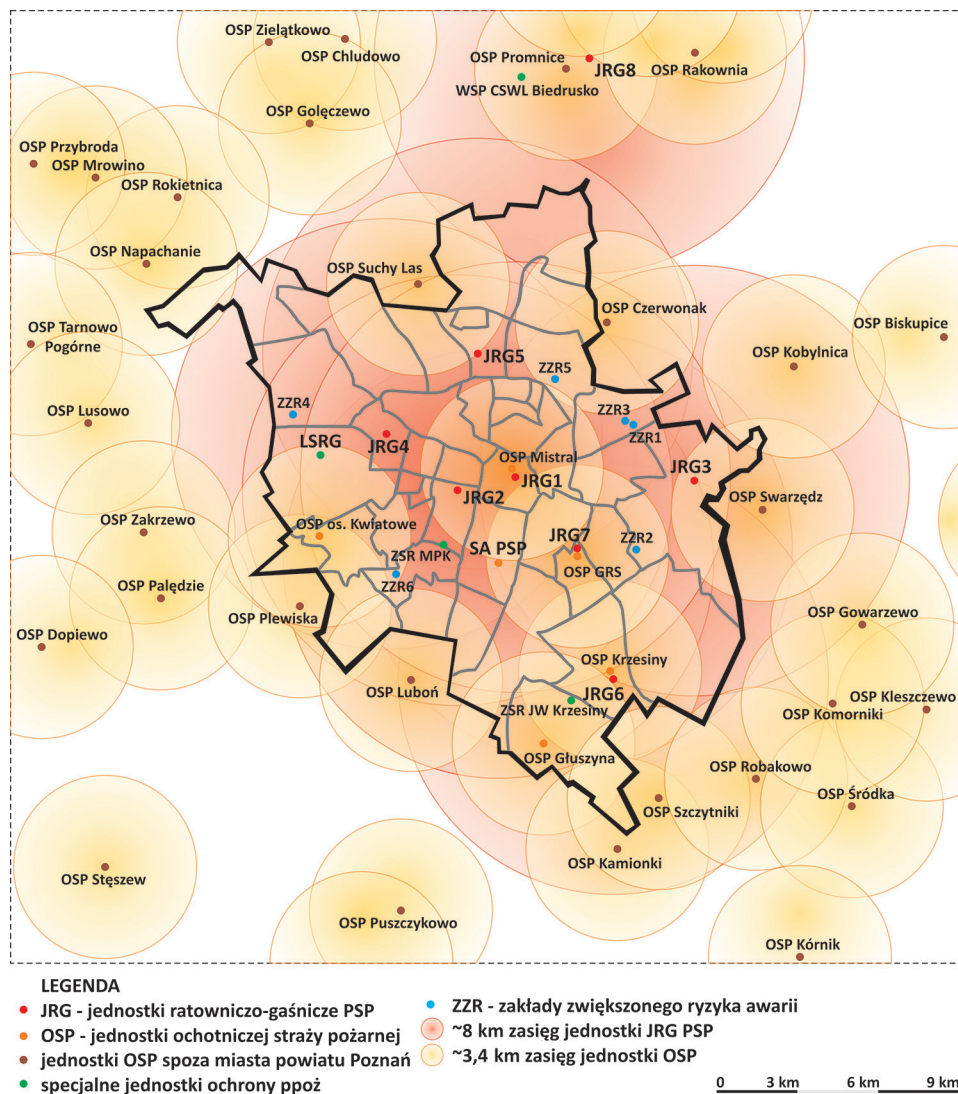 OSP Zielątkowo
OSP Chludowo
OSP Promnice
JRG8
OSP Rakownia
WSP CSWL Biedrusko
OSP Golęczewo
OSP Przybroda
OSP Mrowino
OSP Rokietnica
OSP Napachanie
OSP Suchy Las
OSP Czerwonak
OSP Tarnowo
Pogórne
OSP Biskupice
OSP Kobylnica
JRG5
ZZR5
OSP Lusowo
ZZR4
ZZR3
ZZR1
LSRG
JRG4
OSP Mistral
JRG1
JRG3
JRG2
OSP Swarzędz
OSP Zakrzewo
OSP os. Kwiatowe
ZSR MPK
SA PSP
JRG7
ZZR2
OSP GRS
ZZR6
OSP Palędzie
OSP Plewiska
OSP Gowarzewo
OSP Dopiewo
OSP Krzesiny
OSP Luboń
JRG6
OSP Kleszczewo
ZSR JW Krzesiny
OSP Komorniki
OSP Głuszyna
OSP Robakowo
OSP Śródka
OSP Szczytniki
OSP Kamionki
OSP Stęszew
OSP Puszczykowo
OSP Kórnik
LEGENDA
JRG - jednostki ratowniczo-gaśnicze PSP
OSP - jednostki ochotniczej straży pożarnej
jednostki OSP spoza miasta powiatu Poznań
specjalne jednostki ochrony ppoż
ZZR - zakłady zwiększonego ryzyka awarii
~8 km zasięg jednostki JRG PSP
~3,4 km zasięg jednostki OSP
0 3 km 6 km 9 km